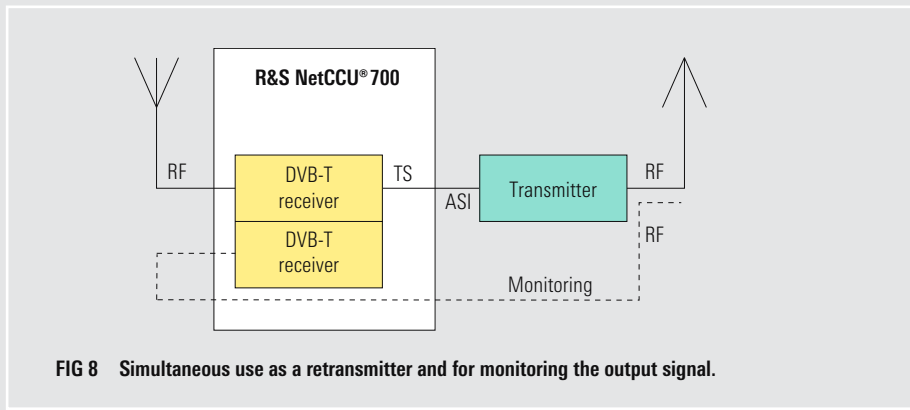 R&S NetCCU® 700
RF
DVB-T
receiver
TS
ASI
Transmitter
RF
DVB-T
receiver
RF
Monitoring
FIG 8 Simultaneous use as a retransmitter and for monitoring the output signal.